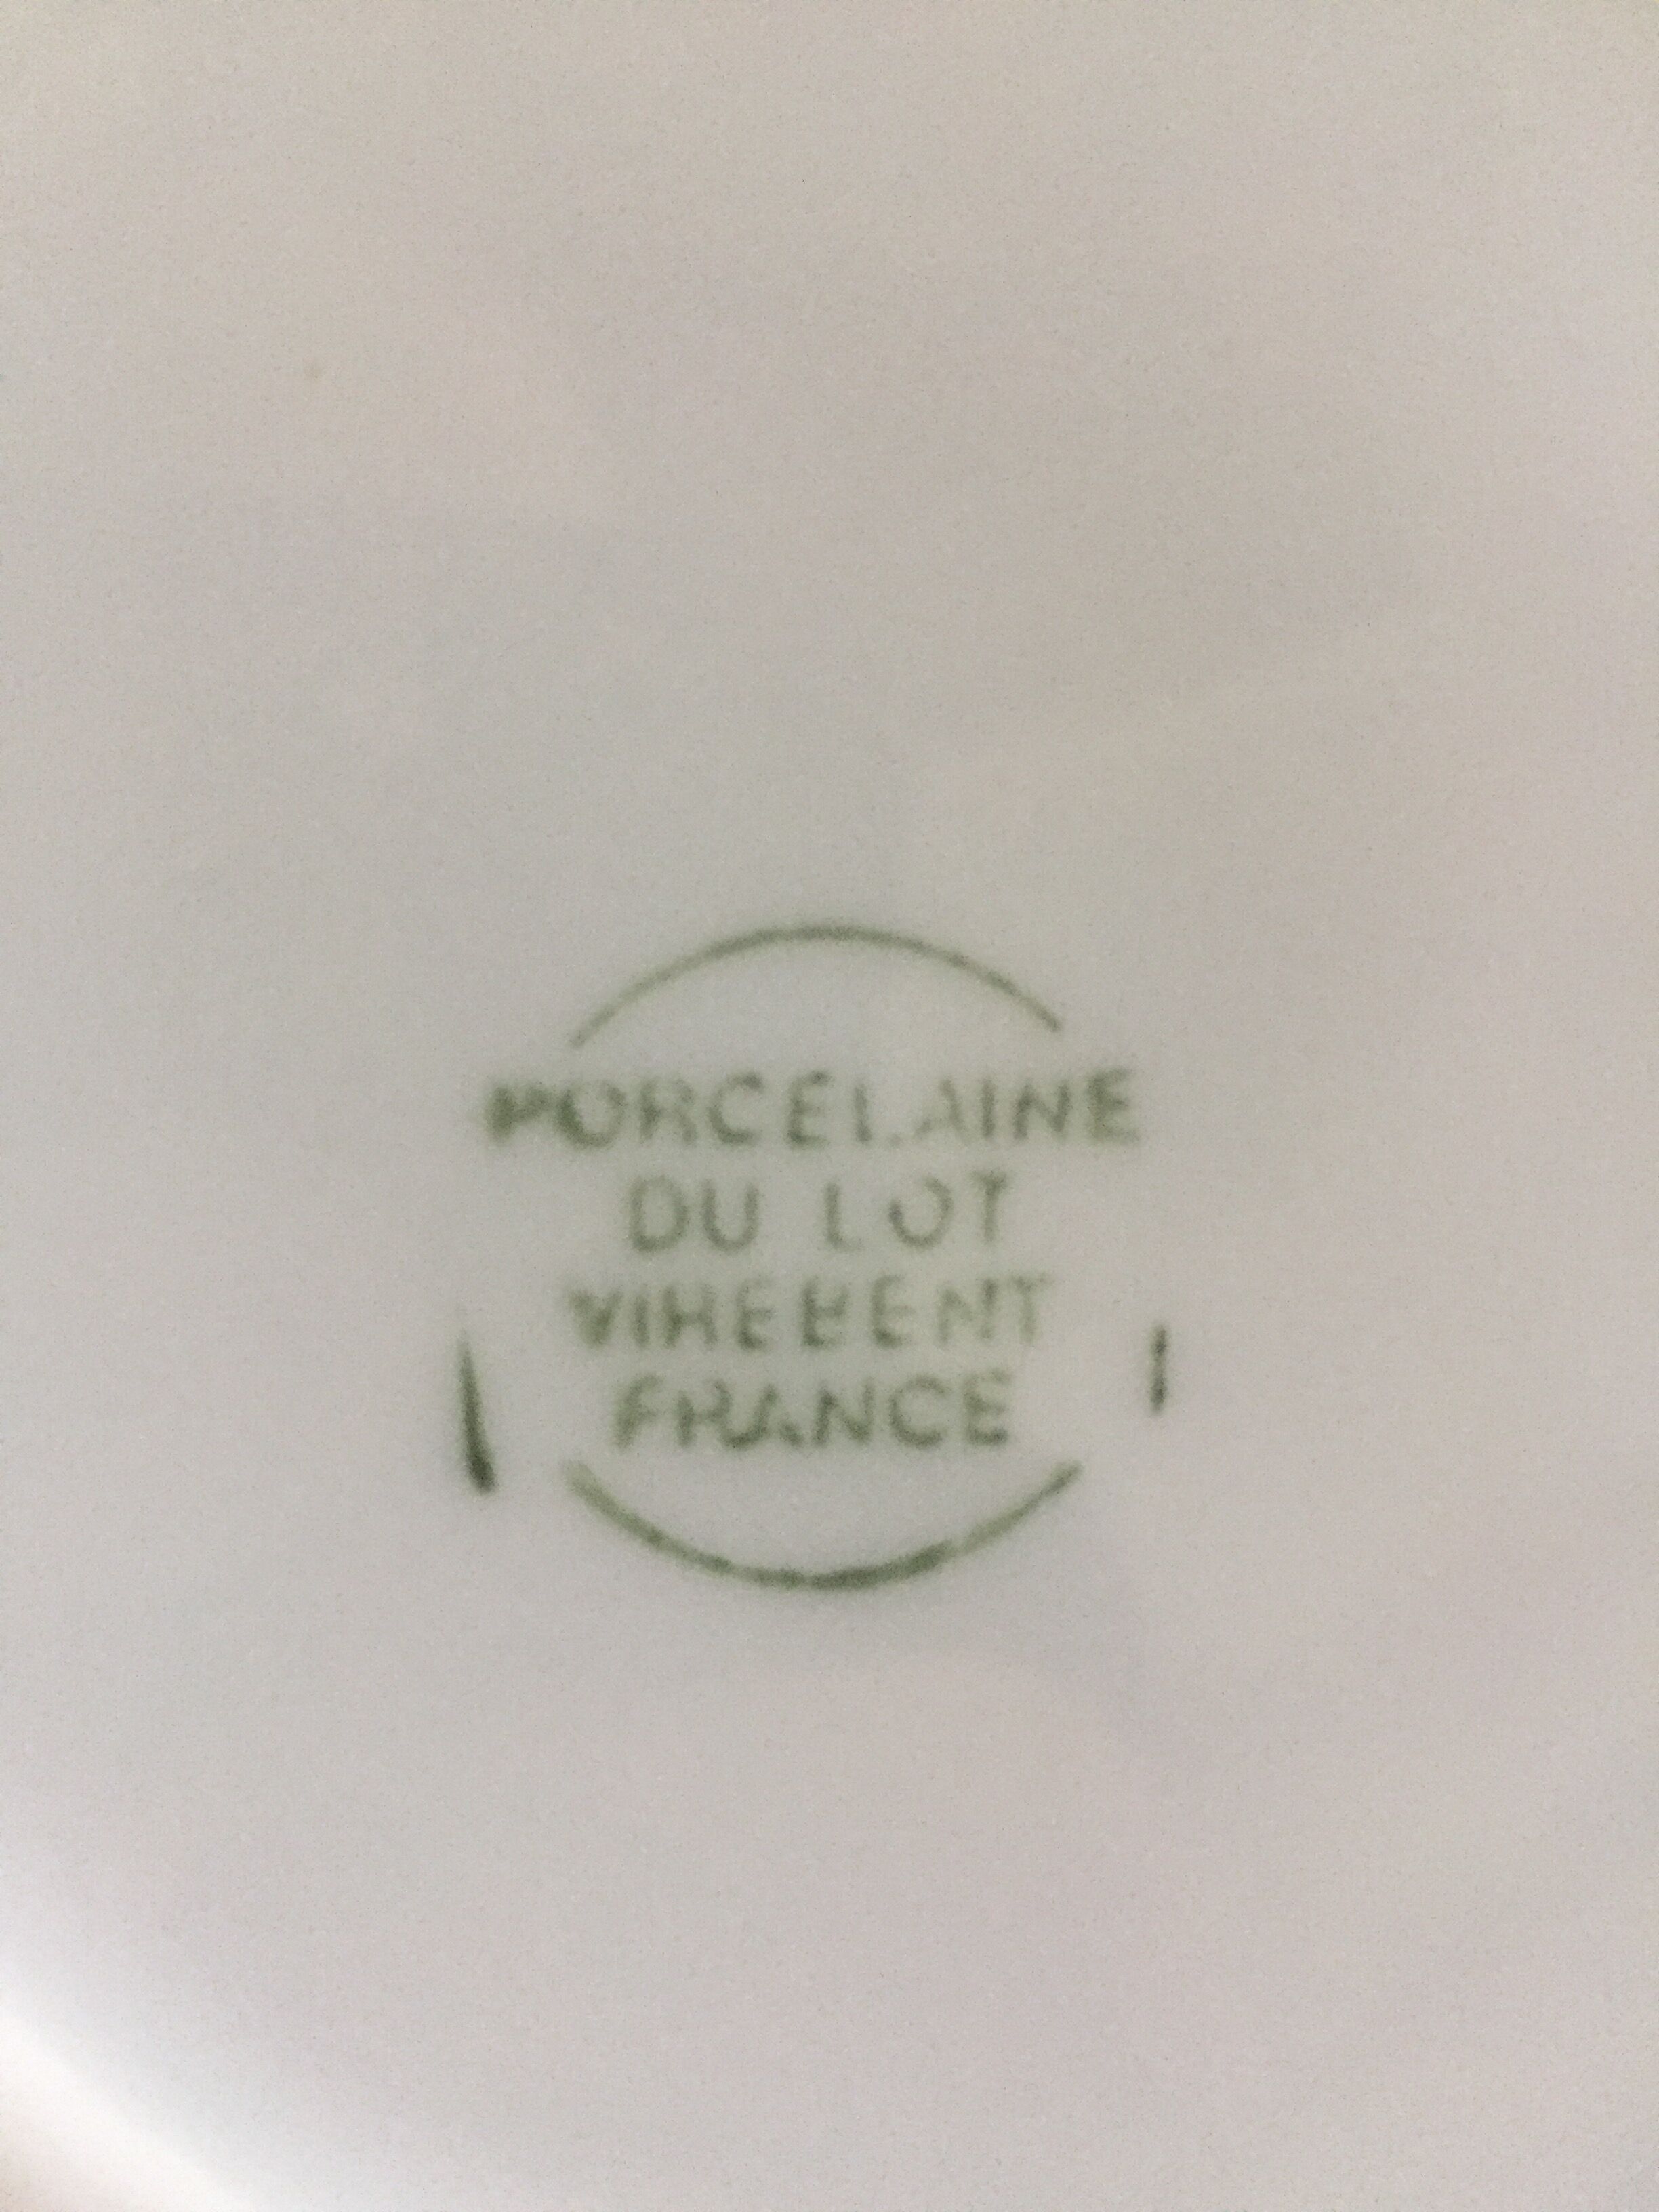 PORCELAINE
DU LOT
VIREBENT
FRANCE